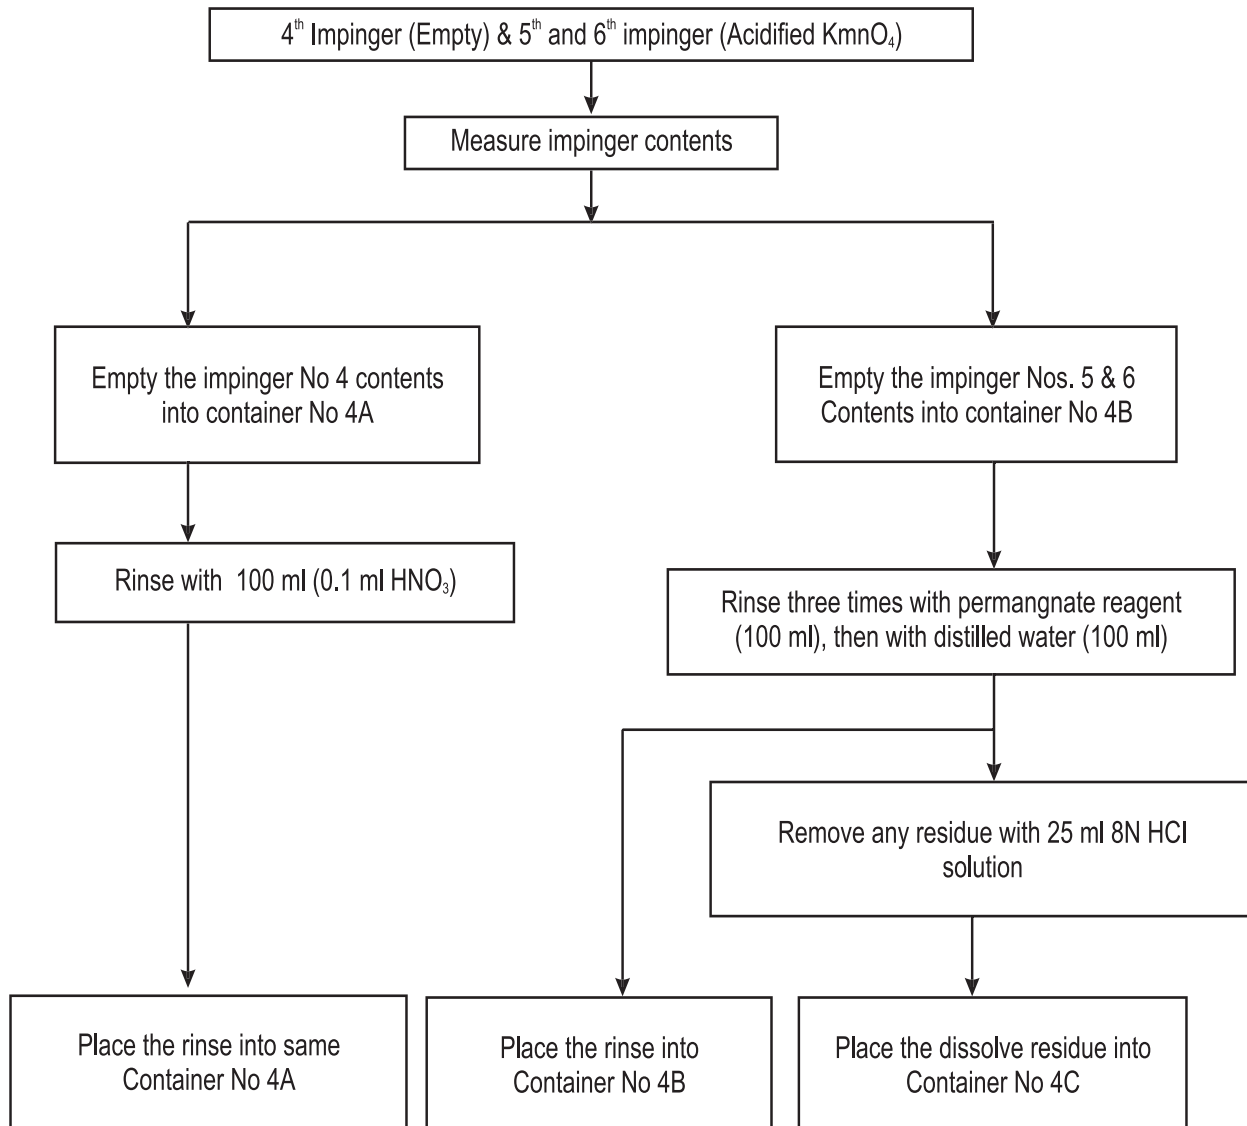 4th Impinger (Empty) & 5th and 6th impinger (Acidified KmnO4)
Measure impinger contents
Empty the impinger No 4 contents
into container No 4A
Empty the impinger Nos. 5 & 6
Contents into container No 4B
Rinse with 100 ml (0.1 ml HNO3)
Rinse three times with permangnate reagent
(100 ml), then with distilled water (100 ml)
Remove any residue with 25 ml 8N HCl
solution
Place the rinse into same
Container No 4A
Place the rinse into
Container No 4B
Place the dissolve residue into
Container No 4C